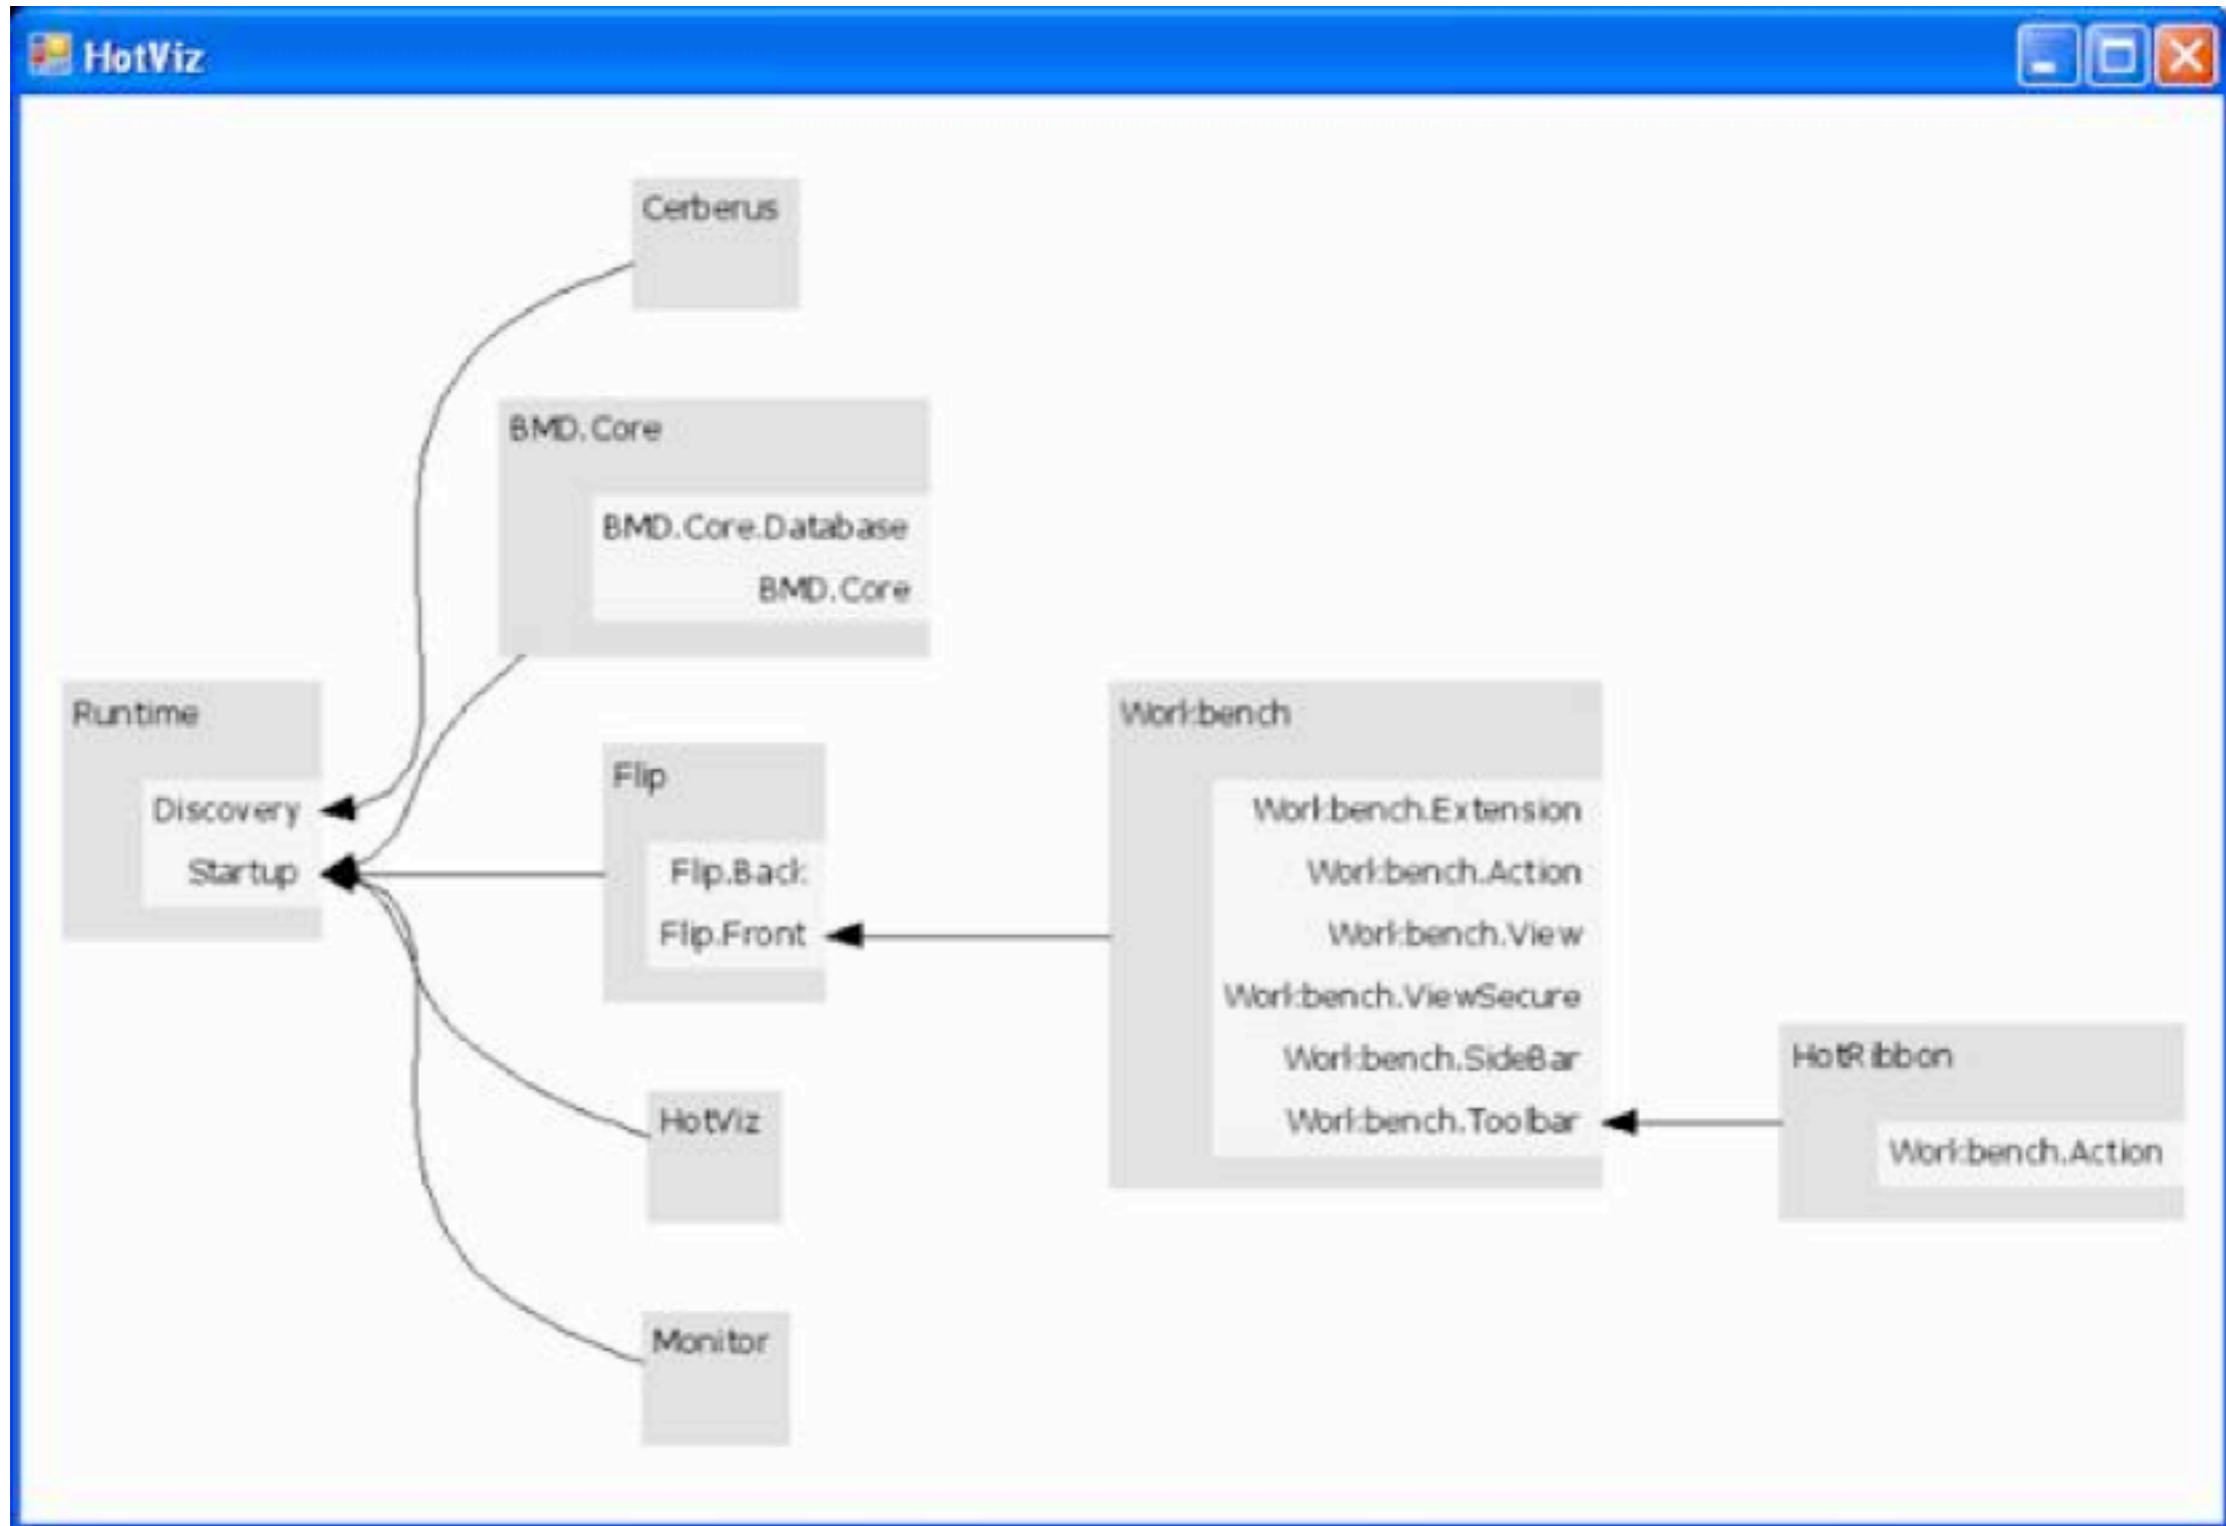 HotViz
Cerberus
BMD.Core
BMD.Core.Database
BMD.Core
Runtime
Discovery
Startup
Flip
Flip.Back
Flip.Front
Workbench
Workbench.Extension
Workbench.Action
Workbench.View
Workbench.ViewSecure
Workbench.SideBar
Workbench.Toolbar
HotRibbon
Workbench.Action
HotViz
Monitor